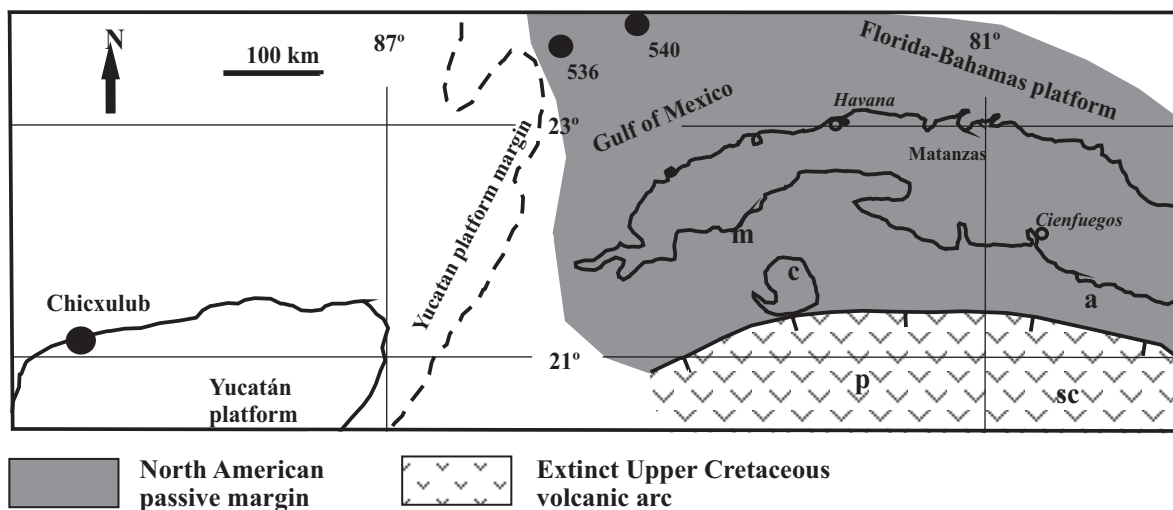 N
100 km
87º
81º
540
536
Florida-Bahamas platform
Havana
Gulf of Mexico
23º
Matanzas
Yucatan platform margin
Cienfuegos
m
c
a
Chicxulub
21º
p
sc
Yucatán
platform
North American
passive margin
Extinct Upper Cretaceous
volcanic arc